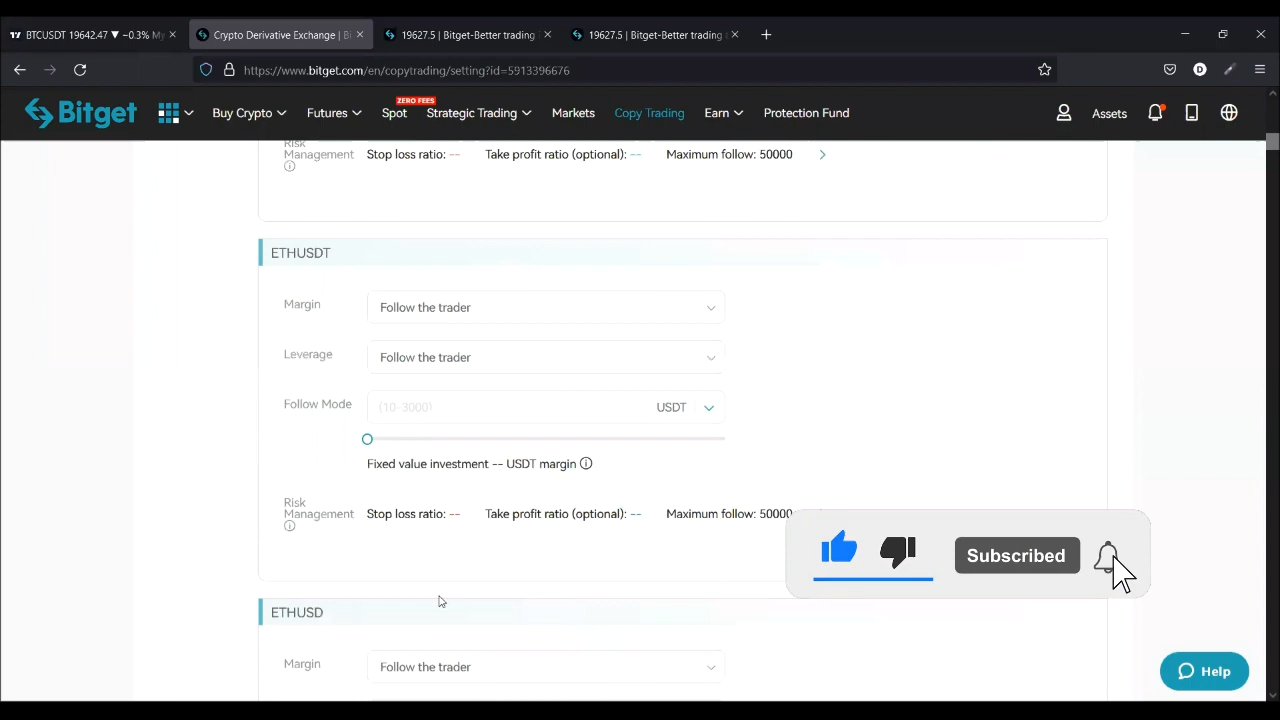 BTCUSDT 19642.47 ▼ −0.3% My
Crypto Derivative Exchange | Bi
19627.5 | Bitget-Better trading
19627.5 | Bitget-Better trading
https://www.bitget.com/en/copytrading/setting?id=5913396676
D
Bitget
Buy Crypto
Futures
ZERO FEES
Spot
Strategic Trading
Markets
Copy Trading
Earn
Protection Fund
Assets
Risk
Management
Stop loss ratio: --
Take profit ratio (optional): --
Maximum follow: 50000
ETHUSDT
Margin
Follow the trader
Leverage
Follow the trader
Follow Mode
(10-3000)
USDT
Fixed value investment -- USDT margin
Risk
Management
Stop loss ratio: --
Take profit ratio (optional): --
Maximum follow: 50000
Subscribed
ETHUSD
Margin
Follow the trader
Help